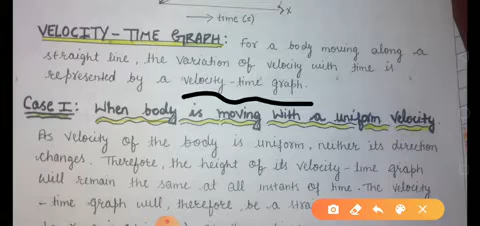 x
time (s)
VELOCITY - TIME GRAPH: For a body moving along a
straight line, the variation of velocity with time is
represented by a velocity - time graph.
Case I: When body is moving with a uniform velocity.
As velocity of the body is uniform, neither its direction
changes. Therefore, the height of its velocity - time graph
will remain the same at all instants of time. The velocity
- time graph will, therefore, be a